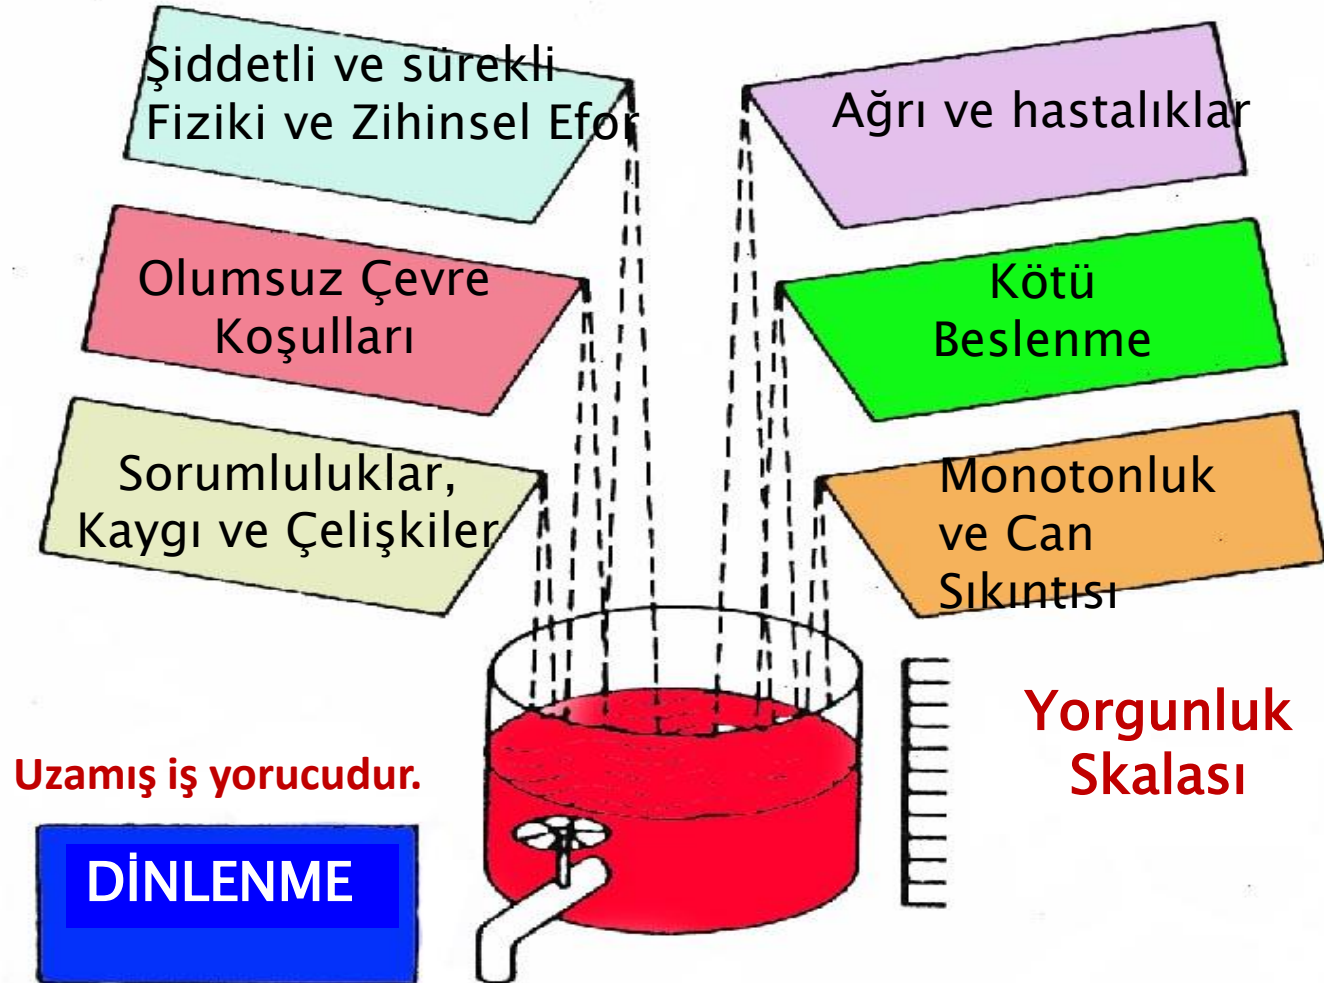 Şiddetli ve sürekli
Fiziki ve Zihinsel Efor
Ağrı ve hastalıklar
Olumsuz Çevre
Koşulları
Kötü
Beslenme
Sorumluluklar,
Kaygı ve Çelişkiler
Monotonluk
ve Can
Sıkıntısı
Yorgunluk
Skalası
Uzamış iş yorucudur.
DİNLENME